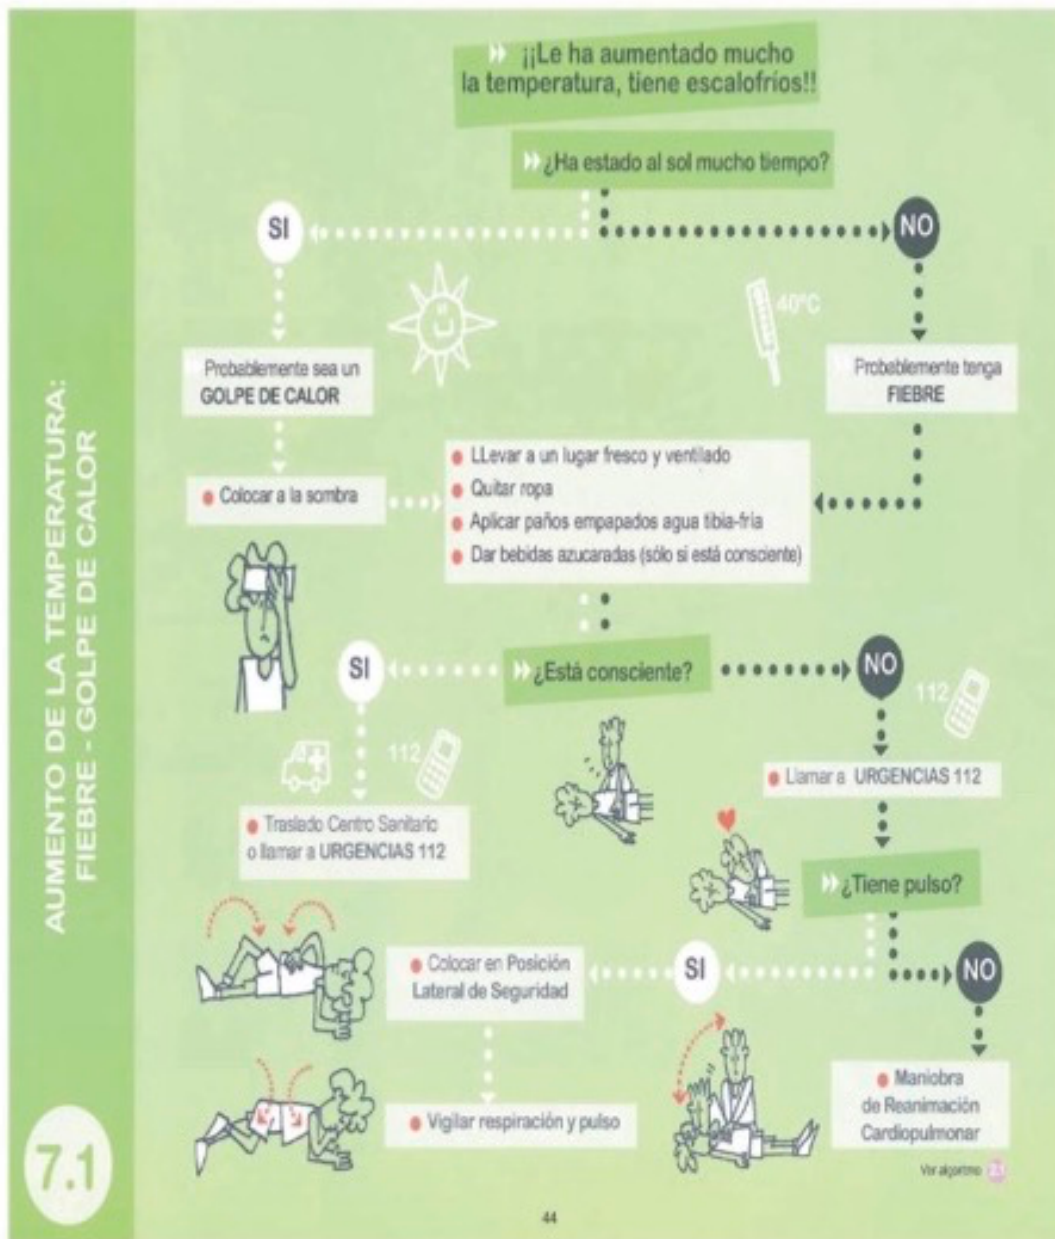 AUMENTO DE LA TEMPERATURA:
FIEBRE - GOLPE DE CALOR
7.1
¡¡Le ha aumentado mucho
la temperatura, tiene escalofríos!!
¿Ha estado al sol mucho tiempo?
SI
NO
40ºC
Probablemente sea un
GOLPE DE CALOR
Probablemente tenga
FIEBRE
Colocar a la sombra
LLevar a un lugar fresco y ventilado
Quitar ropa
Aplicar paños empapados agua tibia-fría
Dar bebidas azucaradas (sólo si está consciente)
¿Está consciente?
SI
NO
112
112
Traslado Centro Sanitario
o llamar a URGENCIAS 112
Llamar a URGENCIAS 112
¿Tiene pulso?
SI
NO
Colocar en Posición
Lateral de Seguridad
Vigilar respiración y pulso
Maniobra
de Reanimación
Cardiopulmonar
Ver algoritmo 2.1
44